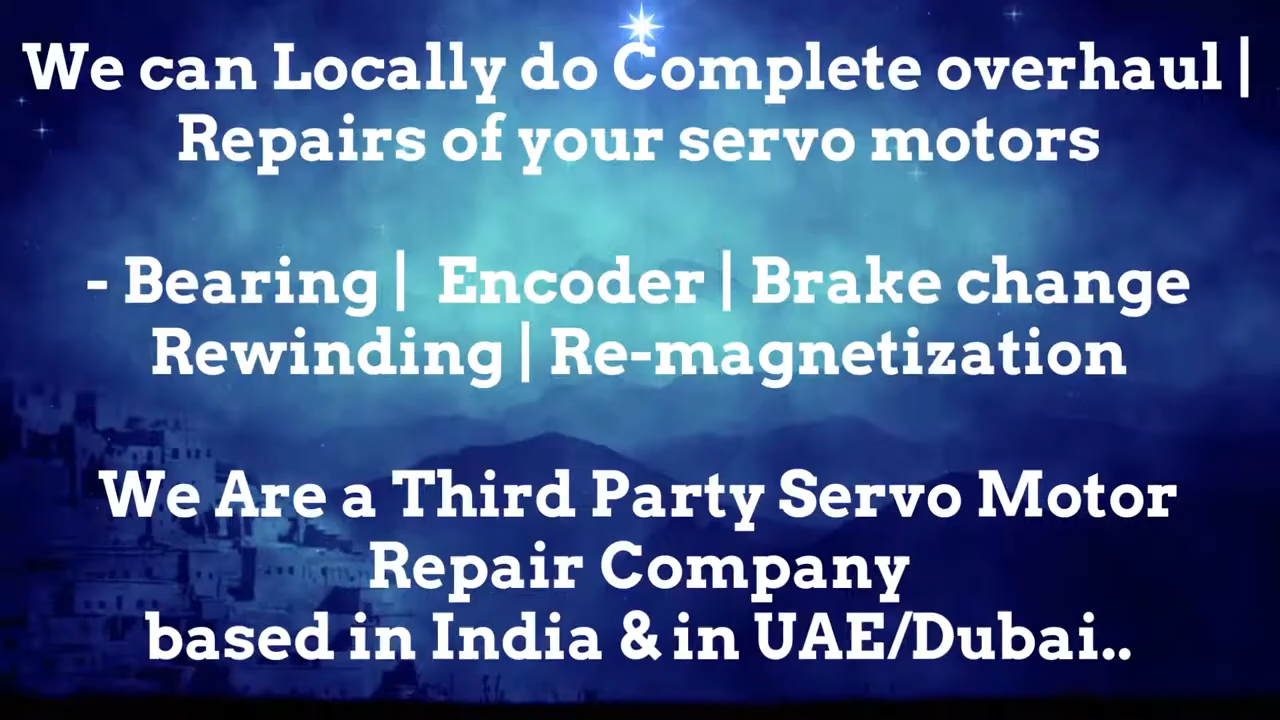 We can Locally do Complete overhaul |
Repairs of your servo motors
- Bearing | Encoder | Brake change
Rewinding | Re-magnetization
We Are a Third Party Servo Motor
Repair Company
based in India & in UAE/Dubai..